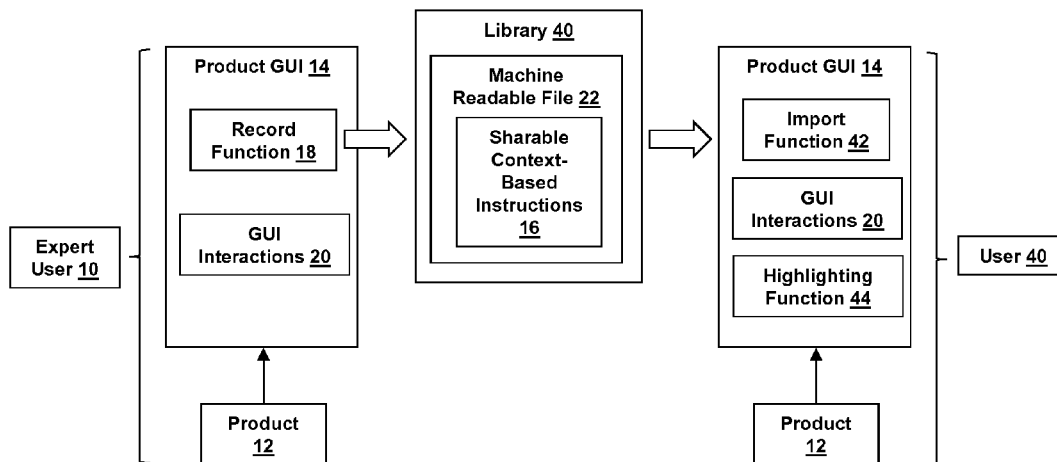 Expert
User 10
Product GUI 14
Record
Function 18
GUI
Interactions 20
Product
12
Library 40
Machine
Readable File 22
Sharable
Context-
Based
Instructions
16
Product GUI 14
Import
Function 42
GUI
Interactions 20
Highlighting
Function 44
Product
12
User 40